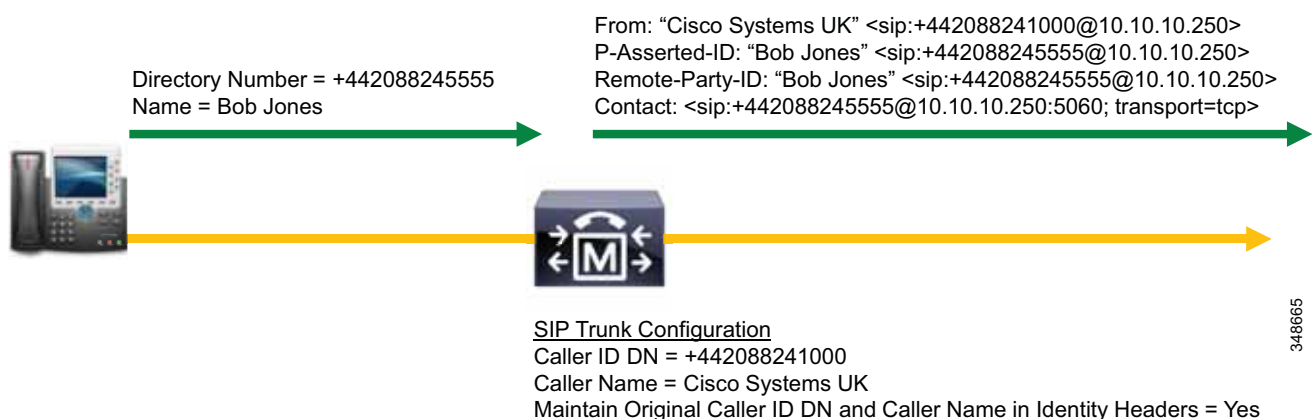 From: “Cisco Systems UK” <sip:+442088241000@10.10.10.250>
P-Asserted-ID: “Bob Jones” <sip:+442088245555@10.10.10.250>
Remote-Party-ID: “Bob Jones” <sip:+442088245555@10.10.10.250>
Contact: <sip:+442088245555@10.10.10.250:5060; transport=tcp>
Directory Number = +442088245555
Name = Bob Jones
M
SIP Trunk Configuration
Caller ID DN = +442088241000
Caller Name = Cisco Systems UK
Maintain Original Caller ID DN and Caller Name in Identity Headers = Yes
348665